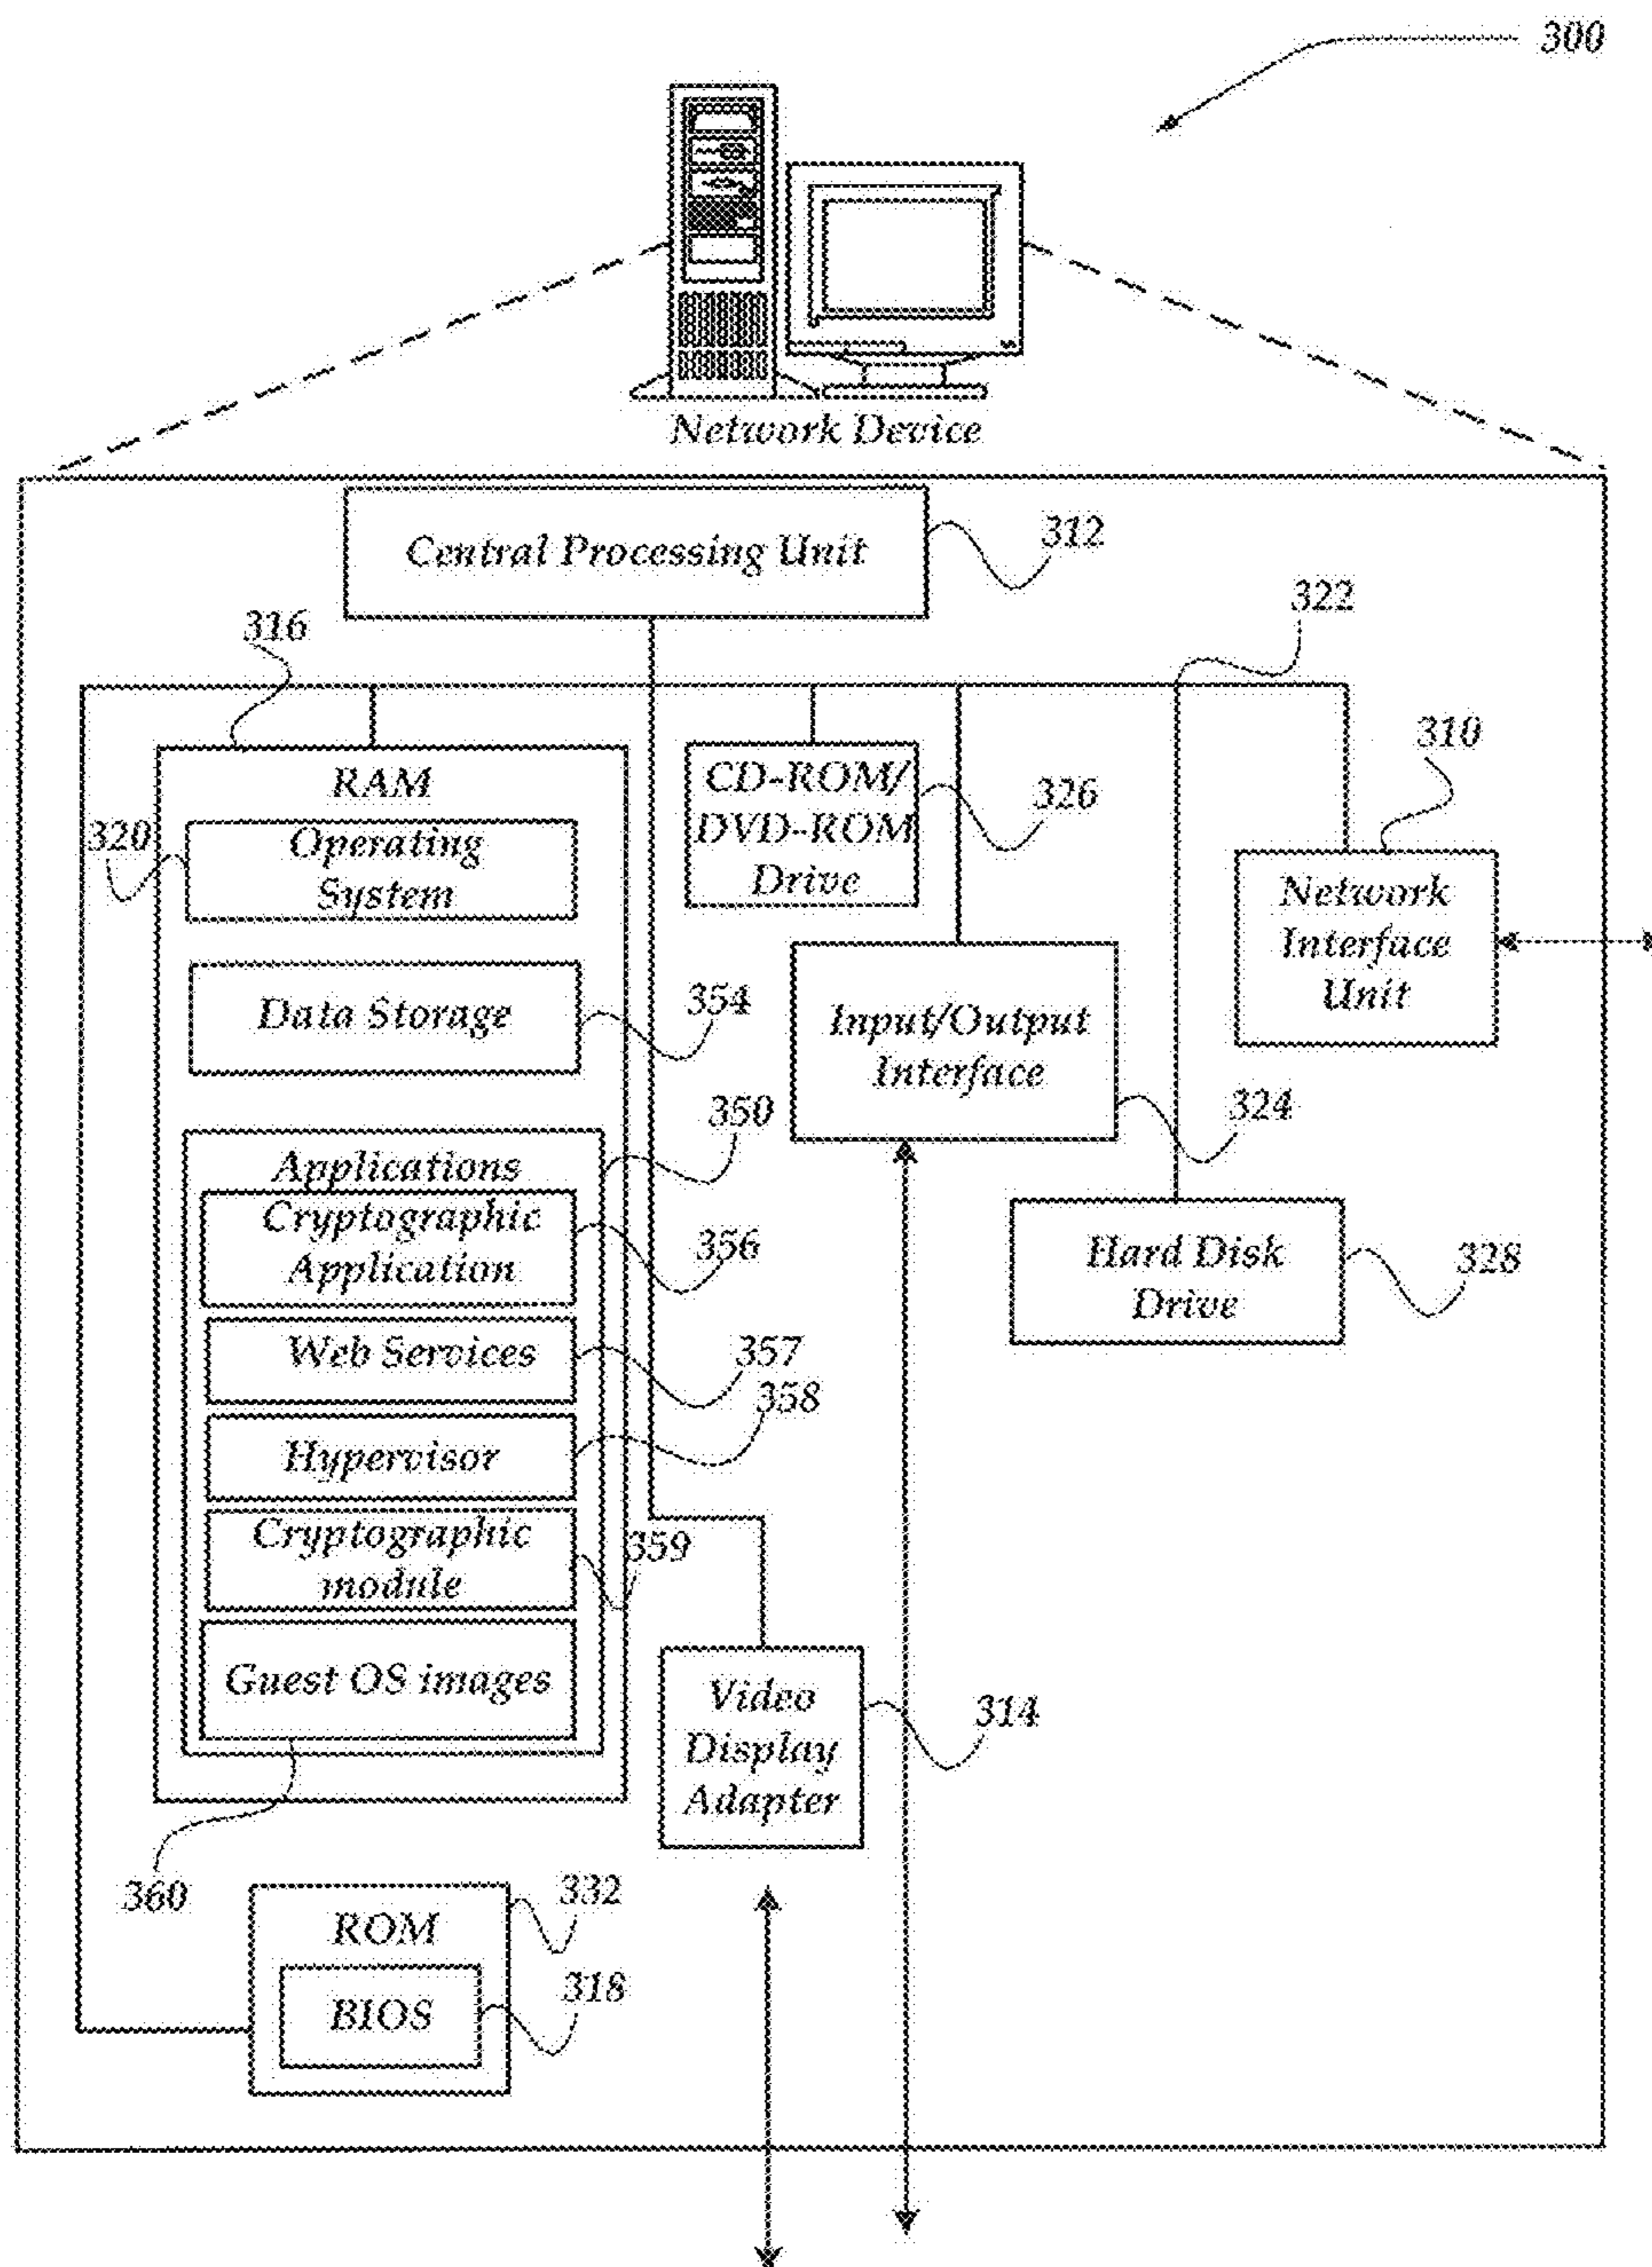 300
Network Device
Central Processing Unit
312
322
316
310
RAM
CD-ROM/
DVD-ROM
Drive
326
320
Operating
System
Network
Interface
Unit
Data Storage
354
Input/Output
Interface
324
350
Applications
Cryptographic
Application
356
Hard Disk
Drive
328
Web Services
357
358
Hypervisor
Cryptographic
module
359
Guest OS images
Video
Display
Adapter
314
360
332
ROM
318
BIOS